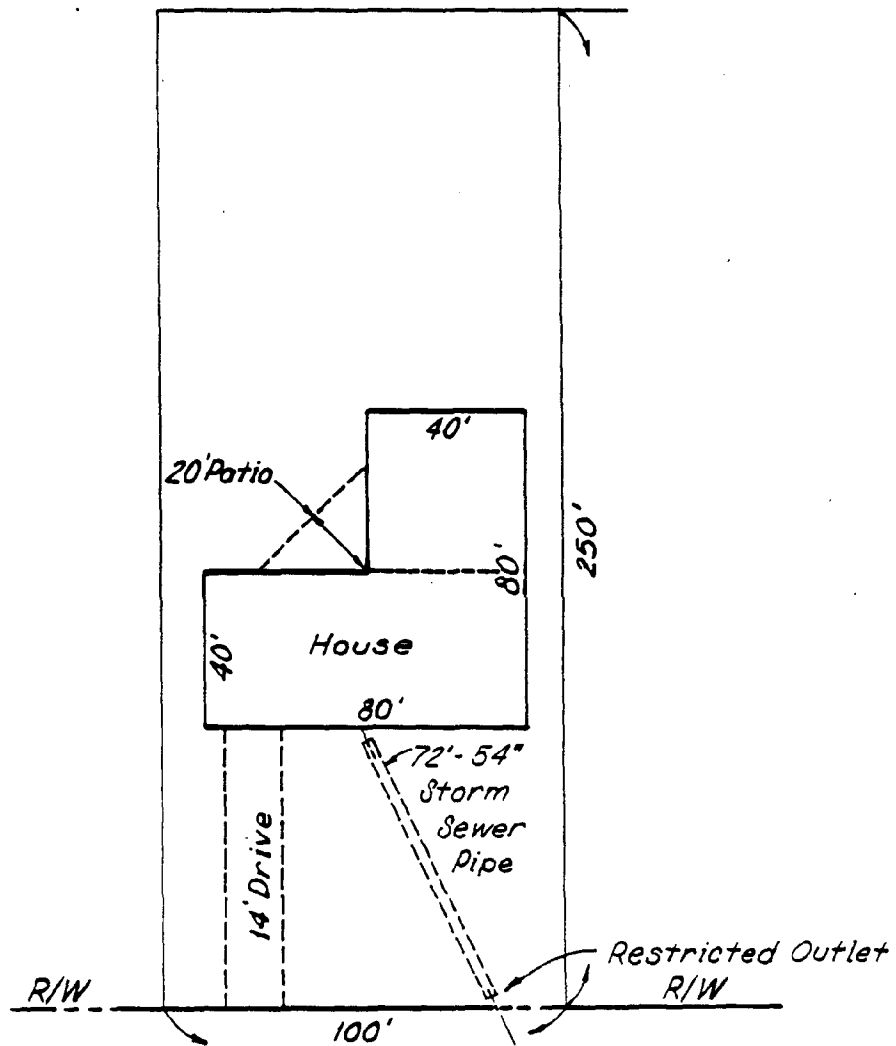 40'
20' Patio
250'
80'
40'
House
80'
72'-54"
Storm
Sewer
Pipe
14' Drive
Restricted Outlet
R/W
R/W
100'